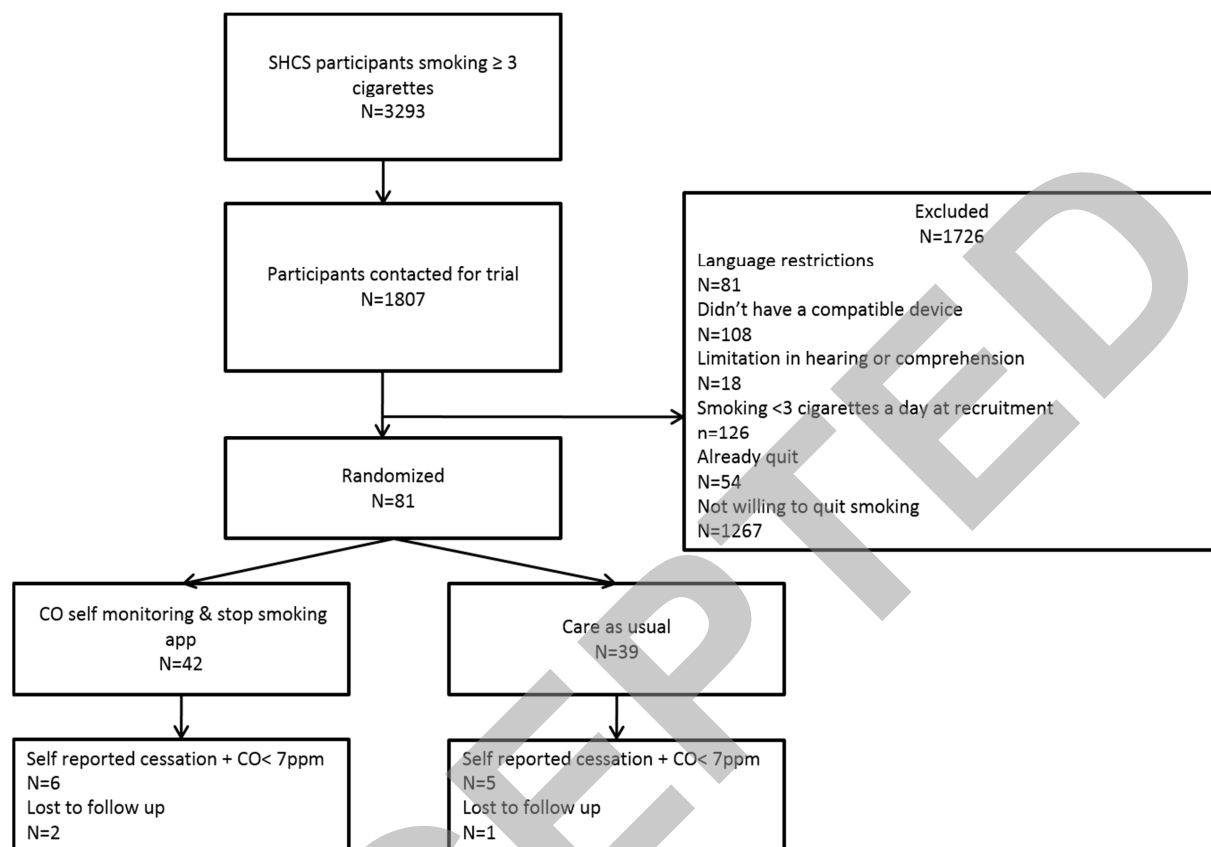 SHCS participants smoking ≥ 3
cigarettes
N=3293
Participants contacted for trial
N=1807
Excluded
N=1726
Language restrictions
N=81
Didn't have a compatible device
N=108
Limitation in hearing or comprehension
N=18
Smoking <3 cigarettes a day at recruitment
n=126
Already quit
N=54
Not willing to quit smoking
N=1267
Randomized
N=81
CO self monitoring & stop smoking
app
N=42
Care as usual
N=39
Self reported cessation + CO< 7ppm
N=6
Lost to follow up
N=2
Self reported cessation + CO< 7ppm
N=5
Lost to follow up
N=1
EPTED